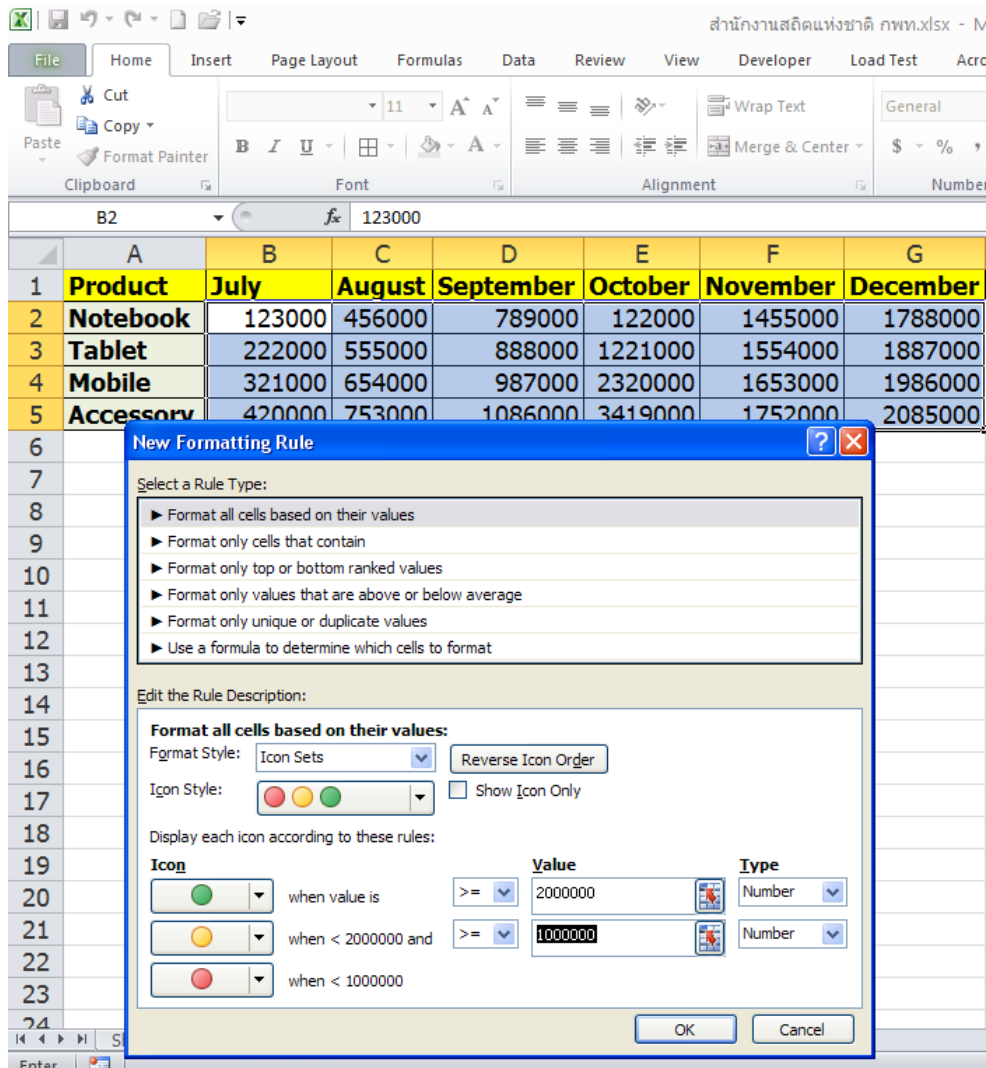 สำนักงานสถิตแห่งชาติ กพท.xlsx - M
File Home Insert Page Layout Formulas Data Review View Developer Load Test Acro
Cut
Copy
Paste
Format Painter
11 A A
B I U A
Wrap Text
Merge & Center
General
$ % ,
Clipboard Font Alignment Number
B2 fx 123000
A B C D E F G
1 Product July August September October November December
2 Notebook 123000 456000 789000 122000 1455000 1788000
3 Tablet 222000 555000 888000 1221000 1554000 1887000
4 Mobile 321000 654000 987000 2320000 1653000 1986000
5 Accessory 420000 753000 1086000 3419000 1752000 2085000
6
7
8
9
10
11
12
13
14
15
16
17
18
19
20
21
22
23
24
New Formatting Rule
Select a Rule Type:
► Format all cells based on their values
► Format only cells that contain
► Format only top or bottom ranked values
► Format only values that are above or below average
► Format only unique or duplicate values
► Use a formula to determine which cells to format
Edit the Rule Description:
Format all cells based on their values:
Format Style: Icon Sets Reverse Icon Order
Icon Style: Show Icon Only
Display each icon according to these rules:
Icon Value Type
when value is >= 2000000 Number
when < 2000000 and >= 1000000 Number
when < 1000000
OK Cancel
Enter